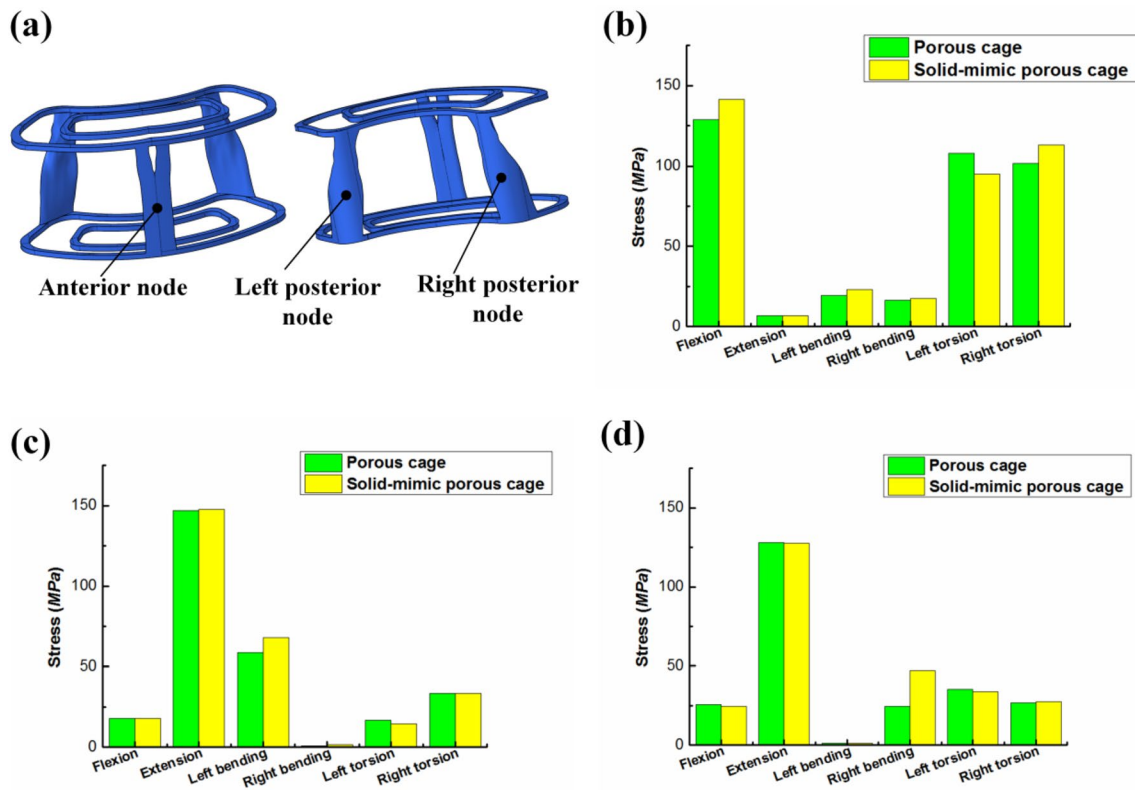 (a)
Anterior node
Left posterior
node
Right posterior
node
(b)
Porous cage
Solid-mimic porous cage
Stress (MPa)
150
100
50
0
Flexion
Extension
Left bending
Right bending
Left torsion
Right torsion
(c)
Porous cage
Solid-mimic porous cage
Stress (MPa)
150
100
50
0
Flexion
Extension
Left bending
Right bending
Left torsion
Right torsion
(d)
Porous cage
Solid-mimic porous cage
Stress (MPa)
150
100
50
0
Flexion
Extension
Left bending
Right bending
Left torsion
Right torsion